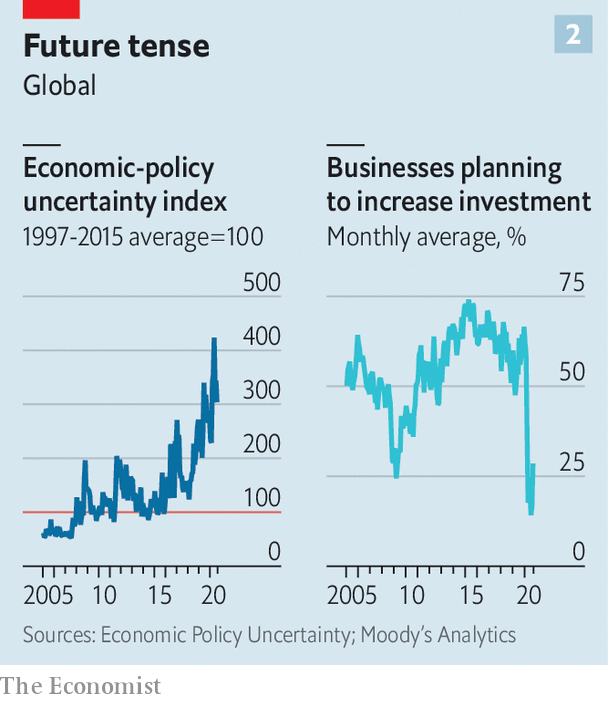 Future tense
2
Global
Economic-policy
uncertainty index
1997-2015 average=100
500
400
300
200
100
0
2005 10 15 20
Businesses planning
to increase investment
Monthly average, %
75
50
25
0
2005 10 15 20
Sources: Economic Policy Uncertainty; Moody's Analytics
The Economist